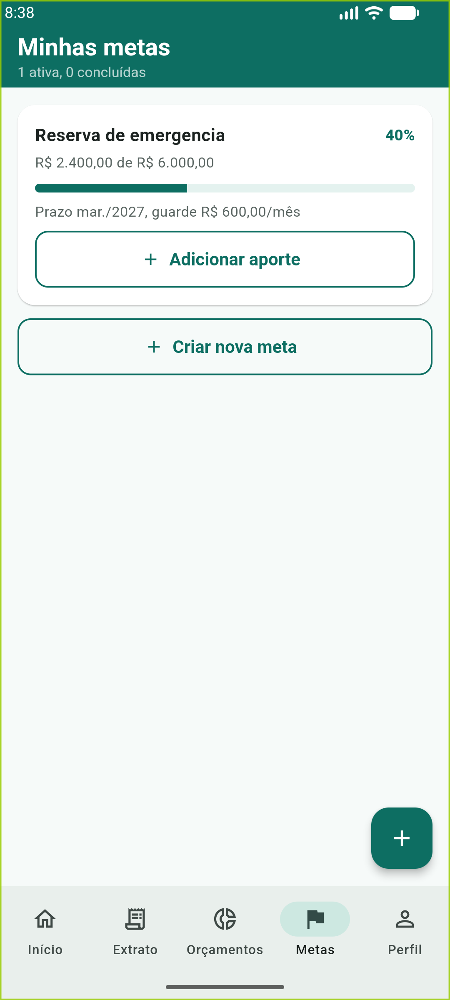 8:38
Minhas metas
1 ativa, 0 concluídas
Reserva de emergencia
40%
R$ 2.400,00 de R$ 6.000,00
Prazo mar./2027, guarde R$ 600,00/mês
Adicionar aporte
Criar nova meta
Início
Extrato
Orçamentos
Metas
Perfil